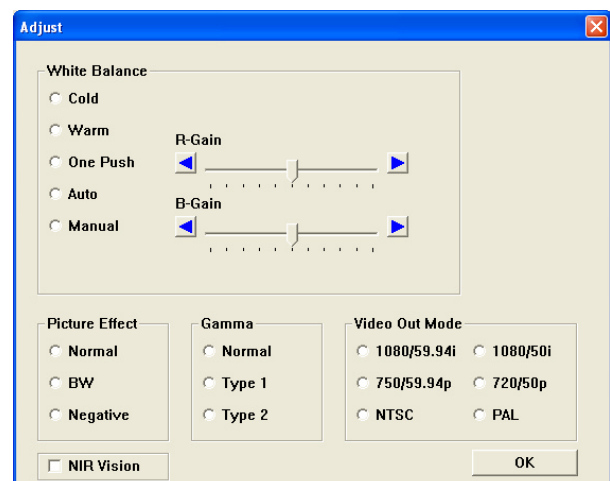 Adjust
White Balance
Cold
Warm
One Push
Auto
Manual
R-Gain
B-Gain
Picture Effect
Normal
BW
Negative
Gamma
Normal
Type 1
Type 2
Video Out Mode
1080/59.94i
1080/50i
750/59.94p
720/50p
NTSC
PAL
NIR Vision
OK